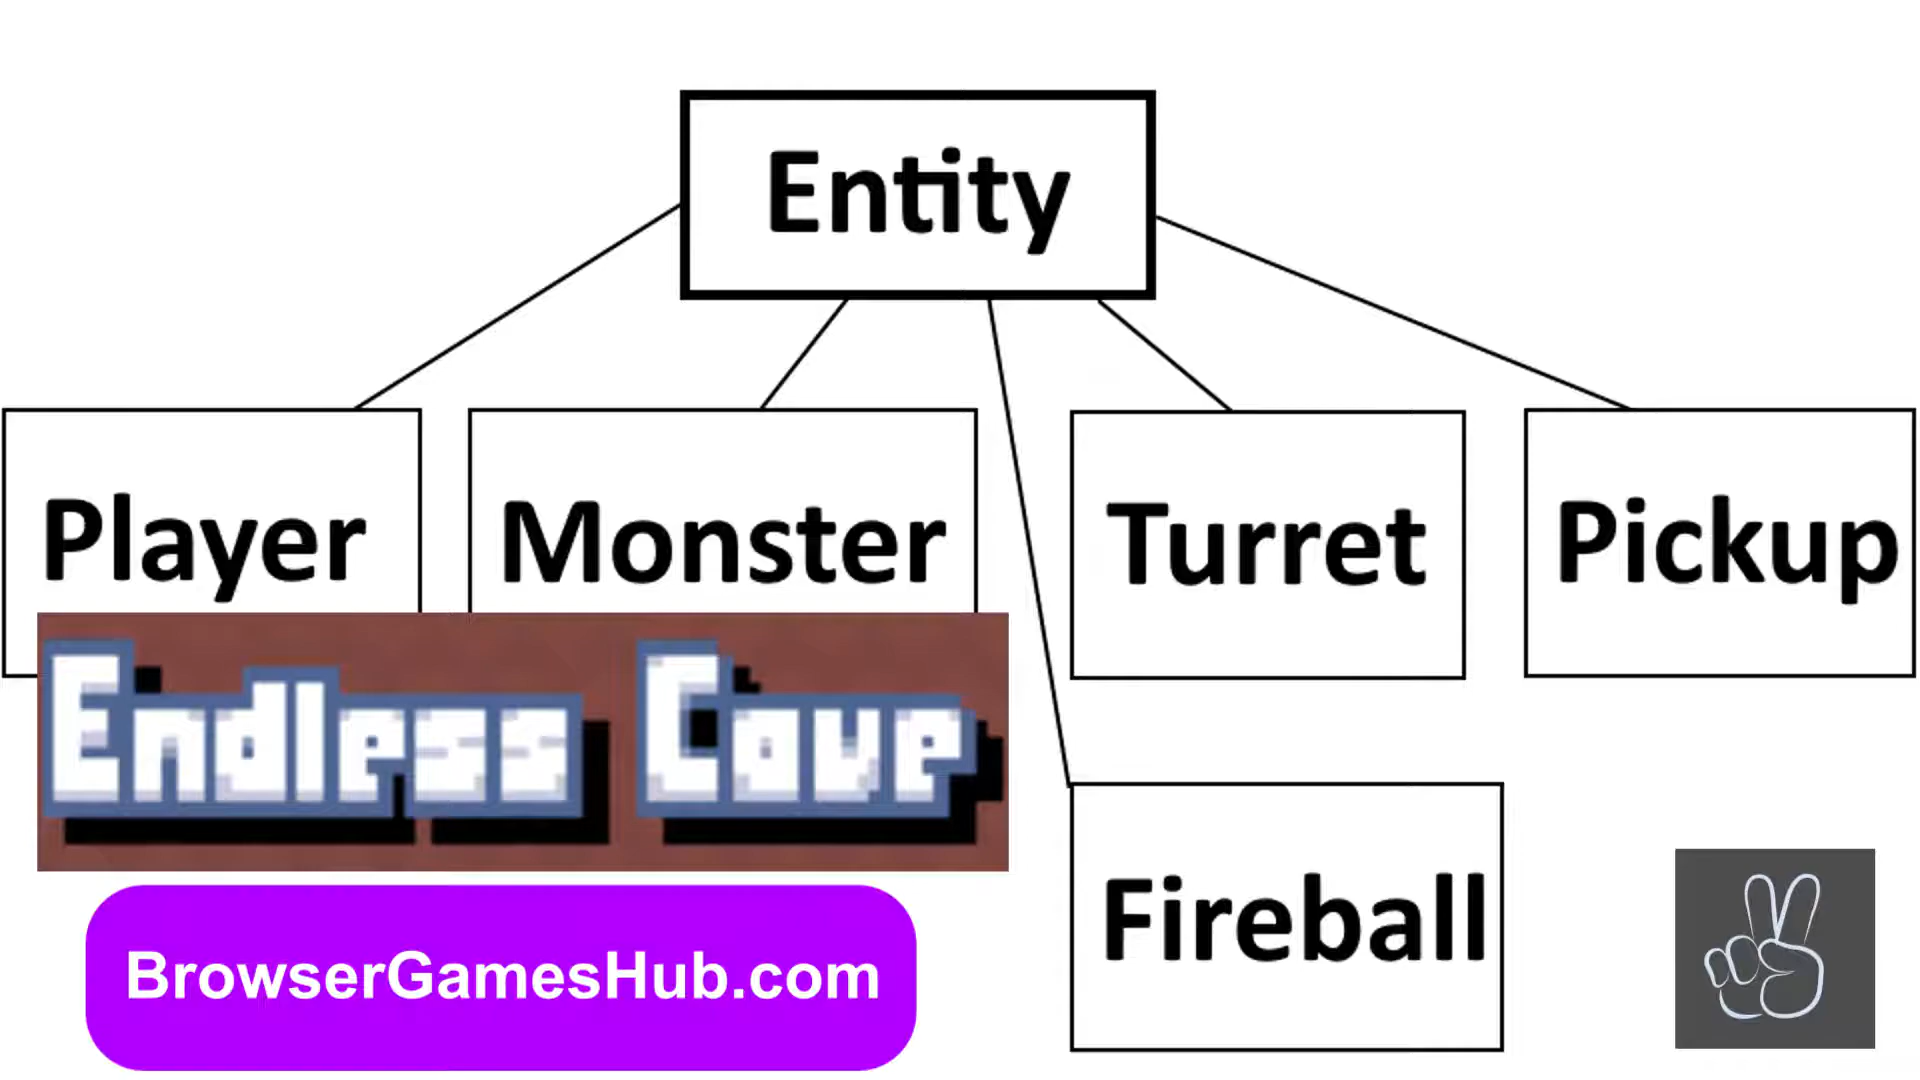 Entity
Player
Monster
Turret
Pickup
Endless Cave
Fireball
BrowserGamesHub.com